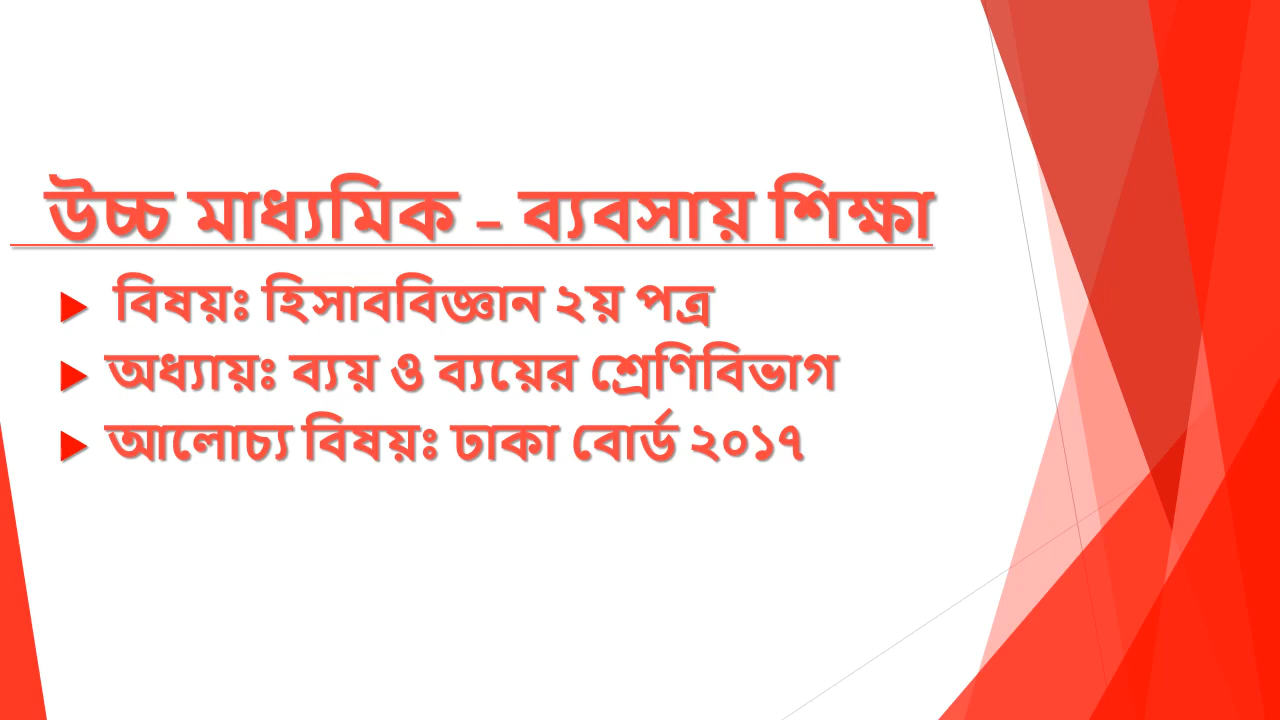 উচ্চ মাধ্যমিক - ব্যবসায় শিক্ষা
বিষয়ঃ হিসাববিজ্ঞান ২য় পত্র
অধ্যায়ঃ ব্যয় ও ব্যয়ের শ্রেণিবিভাগ
আলোচ্য বিষয়ঃ ঢাকা বোর্ড ২০১৭